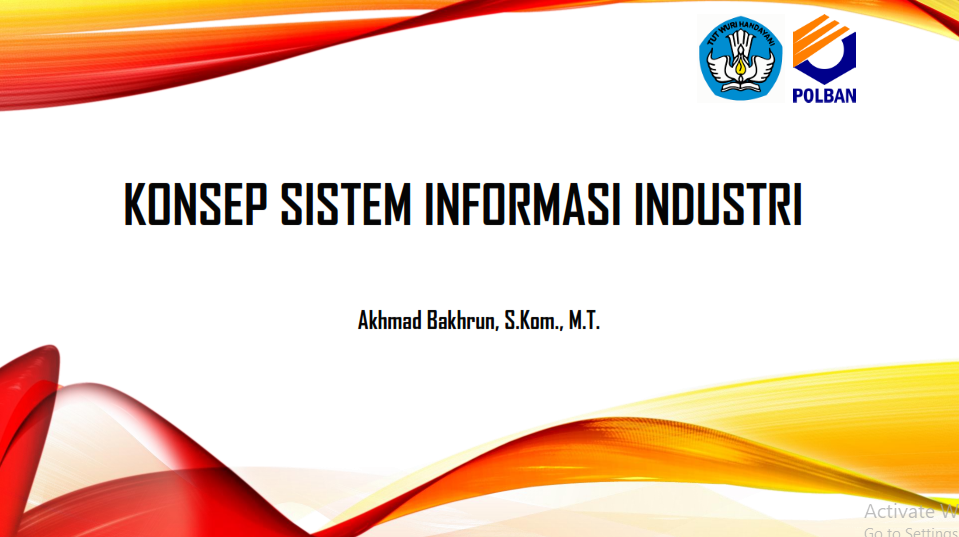 TUT WURI HANDAYANI
POLBAN
KONSEP SISTEM INFORMASI INDUSTRI
Akhmad Bakhrun, S.Kom., M.T.
Activate W
Go to Settings